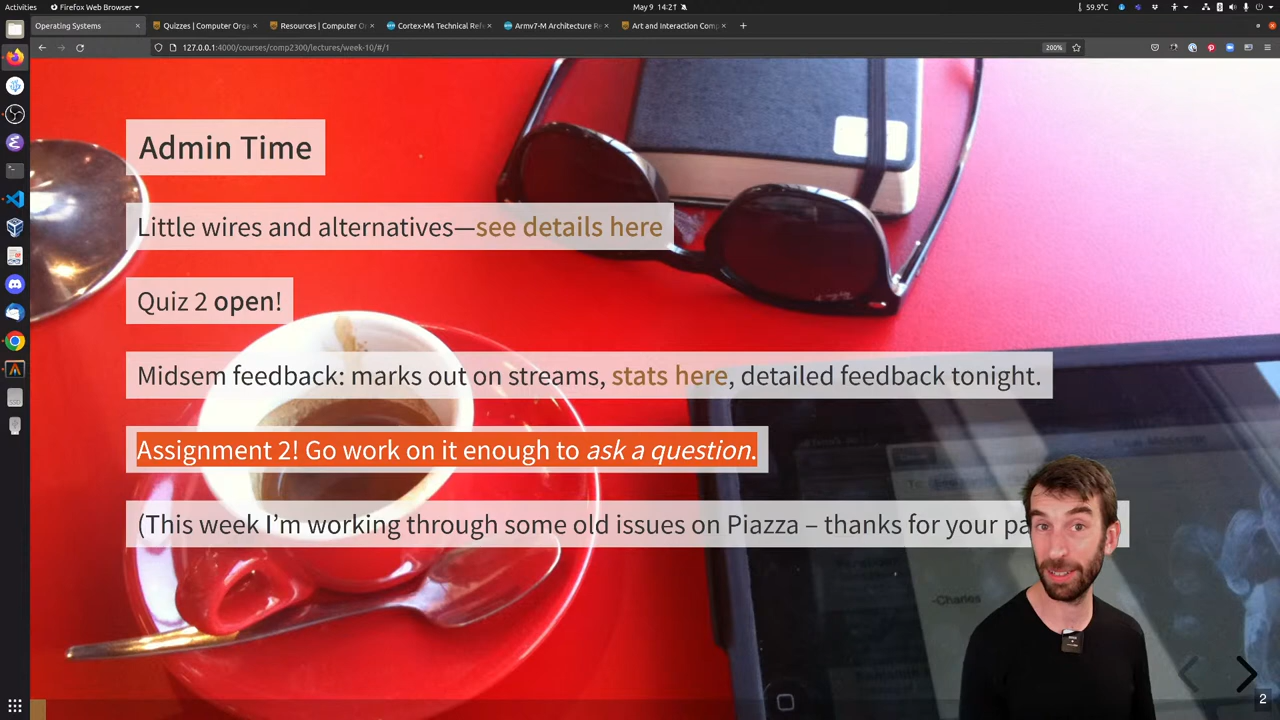 Activities
Firefox Web Browser
May 9 14:21
59.9°C
Operating Systems
Quizzes | Computer Org
Resources | Computer O
Cortex-M4 Technical Ref
Armv7-M Architecture Re
Art and Interaction Comp
127.0.0.1:4000/courses/comp2300/lectures/week-10/#/1
200%
Admin Time
Little wires and alternatives—see details here
Quiz 2 open!
Midsem feedback: marks out on streams, stats here, detailed feedback tonight.
Assignment 2! Go work on it enough to ask a question.
(This week I'm working through some old issues on Piazza – thanks for your pa
-Charles
2